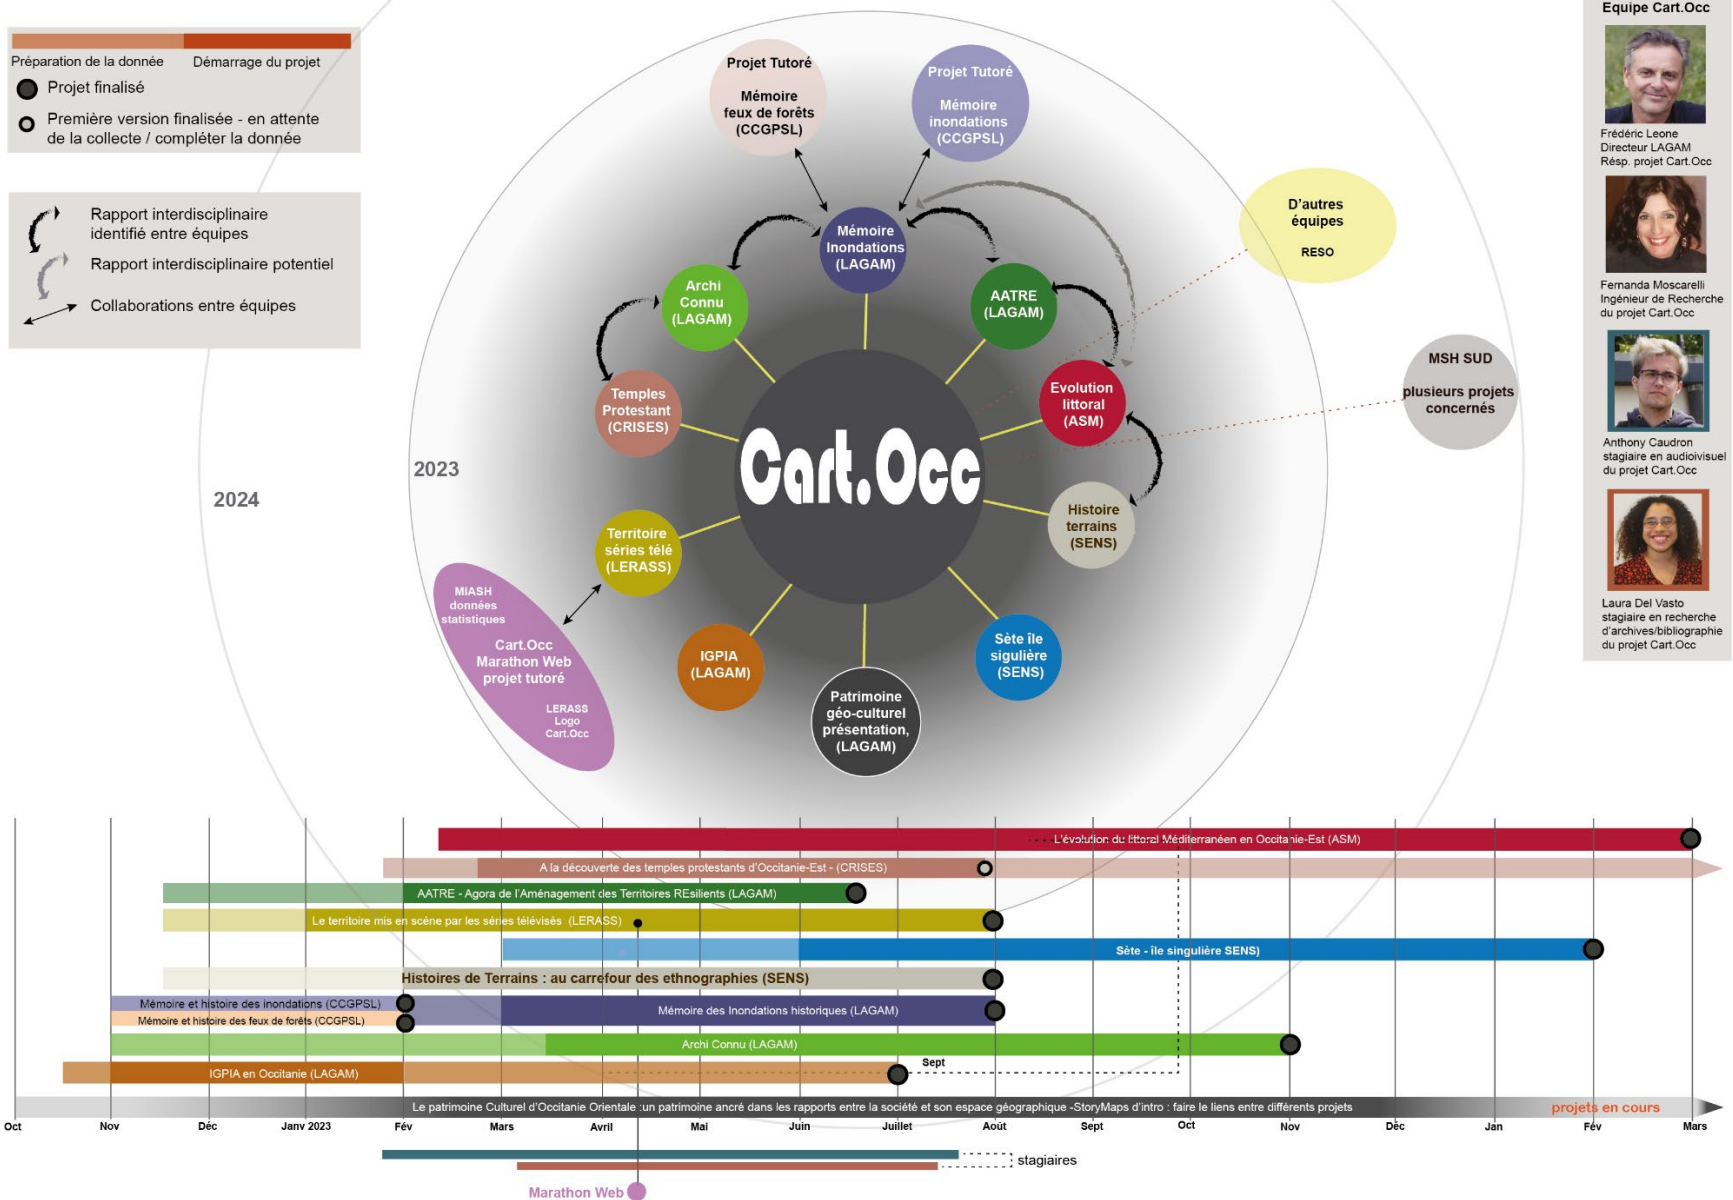 Préparation de la donnée
Démarrage du projet
Projet finalisé
Première version finalisée - en attente
de la collecte / compléter la donnée
Rapport interdisciplinaire
identifié entre équipes
Rapport interdisciplinaire potentiel
Collaborations entre équipes
2024
2023
Projet Tutoré
Mémoire
feux de forêts
(CCGPSL)
Projet Tutoré
Mémoire
inondations
(CCGPSL)
Mémoire
Inondations
(LAGAM)
Archi
Connu
(LAGAM)
AATRE
(LAGAM)
Temples
Protestant
(CRISES)
Evolution
littoral
(ASM)
Cart.Occ
Territoire
séries télé
(LERASS)
Histoire
terrains
(SENS)
IGPIA
(LAGAM)
Sète île
sigulière
(SENS)
Patrimoine
géo-culturel
présentation,
(LAGAM)
MIASH
données
statistiques
Cart.Occ
Marathon Web
projet tutoré
LERASS
Logo
Cart.Occ
D'autres
équipes
RESO
MSH SUD
plusieurs projets
concernés
Equipe Cart.Occ
Frédéric Leone
Directeur LAGAM
Résp. projet Cart.Occ
Fernanda Moscarelli
Ingénieur de Recherche
du projet Cart.Occ
Anthony Caudron
stagiaire en audioivisuel
du projet Cart.Occ
Laura Del Vasto
stagiaire en recherche
d'archives/bibliographie
du projet Cart.Occ
L'évolution du littoral Méditerranéen en Occitanie-Est (ASM)
A la découverte des temples protestants d'Occitanie-Est - (CRISES)
AATRE - Agora de l'Aménagement des Territoires REsilients (LAGAM)
Le territoire mis en scéne par les séries télévisés (LERASS)
Sète - île singulière SENS)
Histoires de Terrains : au carrefour des ethnographies (SENS)
Mémoire et histoire des inondations (CCGPSL)
Mémoire et histoire des feux de forêts (CCGPSL)
Mémoire des Inondations historiques (LAGAM)
Archi Connu (LAGAM)
IGPIA en Occitanie (LAGAM)
Sept
Le patrimoine Culturel d'Occitanie Orientale :un patrimoine ancré dans les rapports entre la société et son espace géographique -StoryMaps d'intro : faire le liens entre différents projets
projets en cours
Oct Nov Déc Janv 2023 Fév Mars Avril Mai Juin Juillet Août Sept Oct Nov Déc Jan Fév Mars
stagiaires
Marathon Web